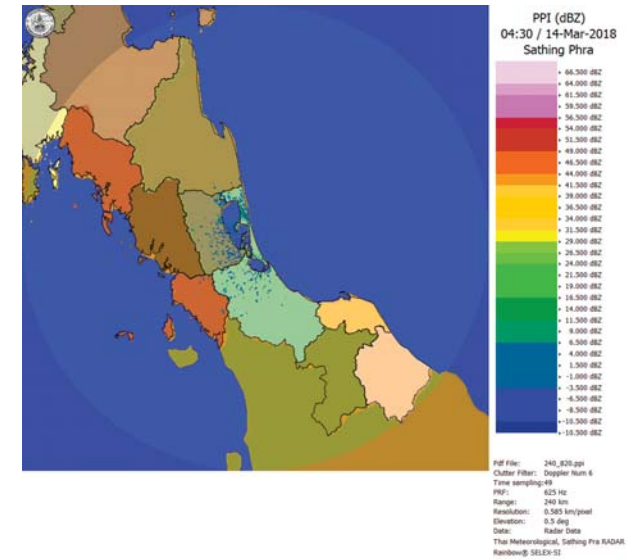 PPI (dBZ)
04:30 / 14-Mar-2018
Sathing Phra
+ 66.500 dBZ
+ 64.000 dBZ
+ 61.500 dBZ
+ 59.500 dBZ
+ 56.500 dBZ
+ 54.000 dBZ
+ 51.500 dBZ
+ 49.000 dBZ
+ 46.500 dBZ
+ 44.000 dBZ
+ 41.500 dBZ
+ 39.000 dBZ
+ 36.500 dBZ
+ 34.000 dBZ
+ 31.500 dBZ
+ 29.000 dBZ
+ 26.500 dBZ
+ 24.000 dBZ
+ 21.500 dBZ
+ 19.000 dBZ
+ 16.500 dBZ
+ 14.000 dBZ
+ 11.500 dBZ
+ 9.000 dBZ
+ 6.500 dBZ
+ 4.000 dBZ
+ 1.500 dBZ
+ -1.000 dBZ
+ -3.500 dBZ
+ -6.500 dBZ
+ -8.500 dBZ
+ -10.500 dBZ
+ -10.500 dBZ
Pdf File: 240_820.ppi
Clutter Filter: Doppler Num 6
Time sampling:49
PRF: 625 Hz
Range: 240 km
Resolution: 0.585 km/pixel
Elevation: 0.5 deg
Data: Radar Data
Thai Meteorological, Sathing Pra RADAR
Rainbow® SELEX-SI